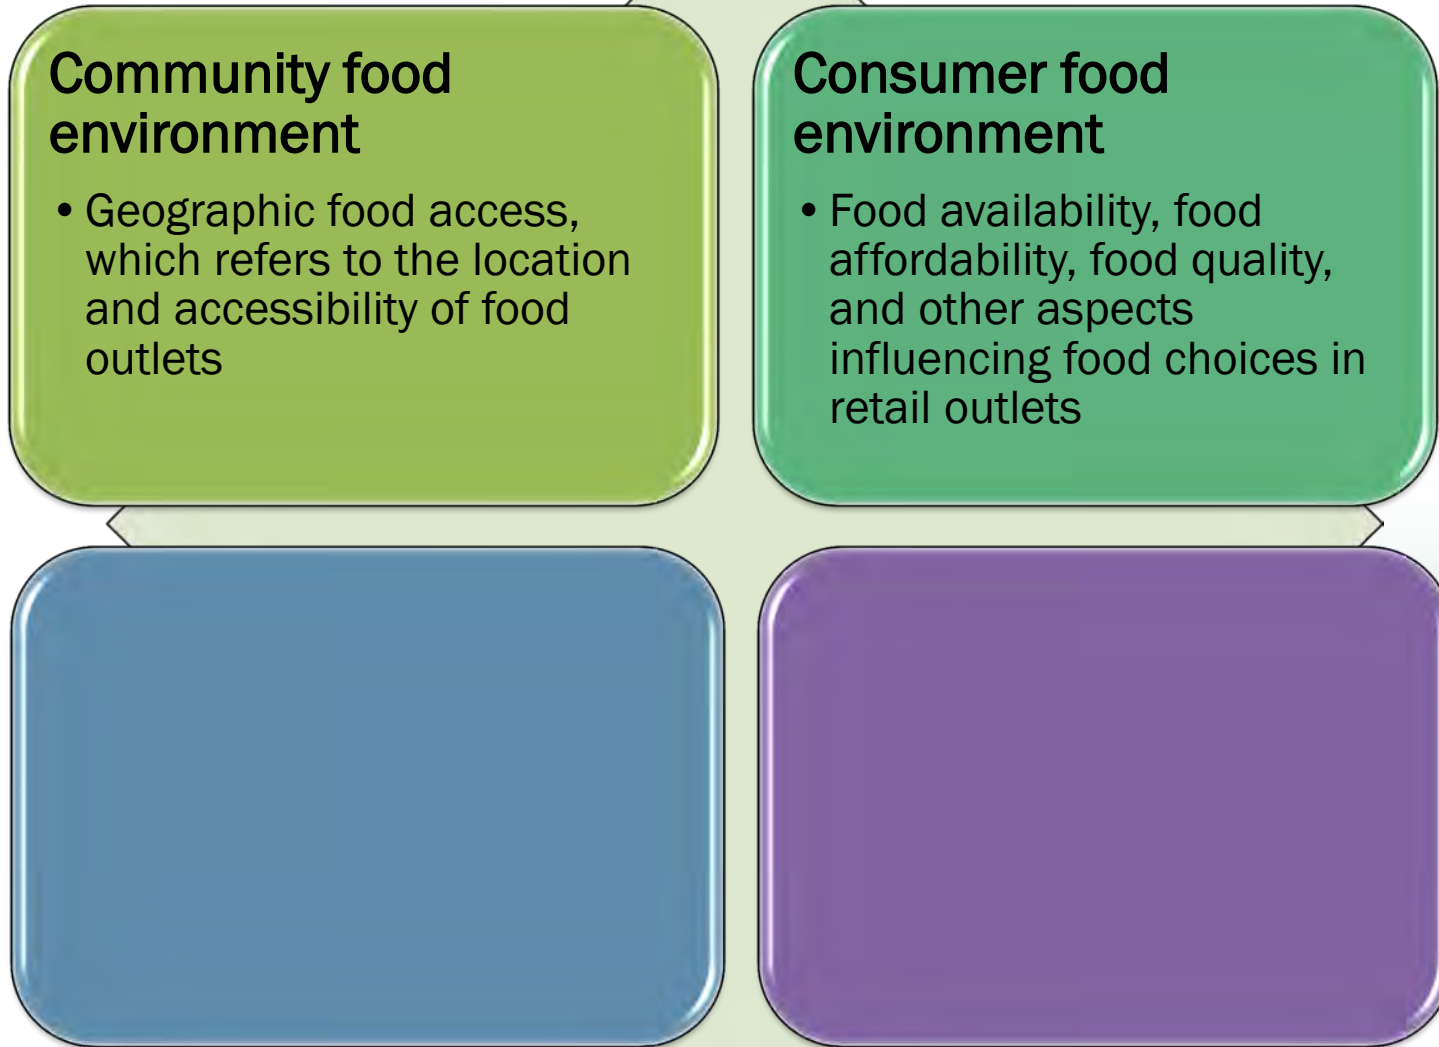 Community food
environment
• Geographic food access,
which refers to the location
and accessibility of food
outlets
Consumer food
environment
• Food availability, food
affordability, food quality,
and other aspects
influencing food choices in
retail outlets